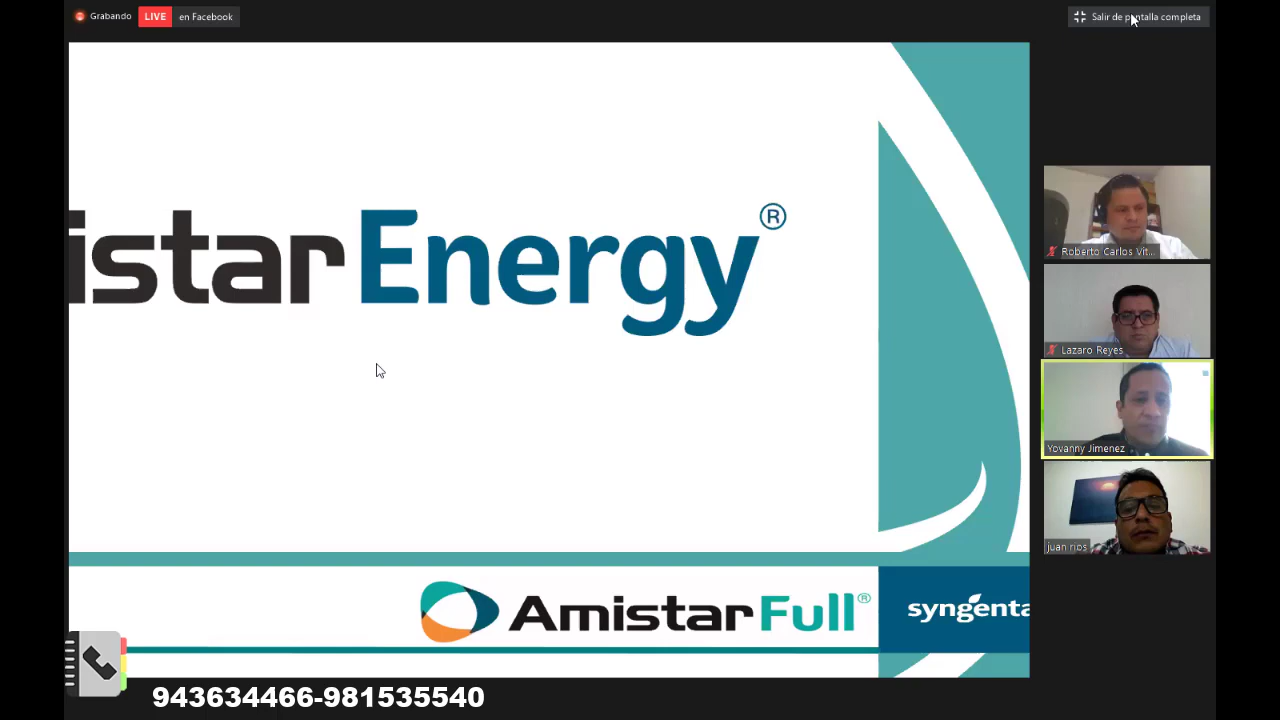 Grabando
LIVE
en Facebook
Salir de pantalla completa
istarEnergy®
Roberto Carlos Vit...
Lazaro Reyes
Yovanny Jimenez
juan rios
AmistarFull®
syngenta
943634466-981535540